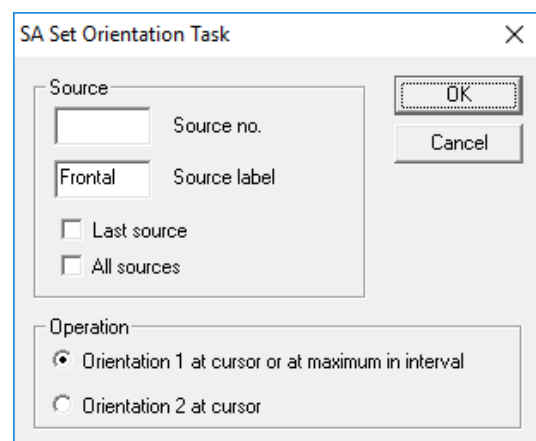 SA Set Orientation Task
Source
OK
Source no.
Cancel
Frontal Source label
Last source
All sources
Operation
Orientation 1 at cursor or at maximum in interval
Orientation 2 at cursor